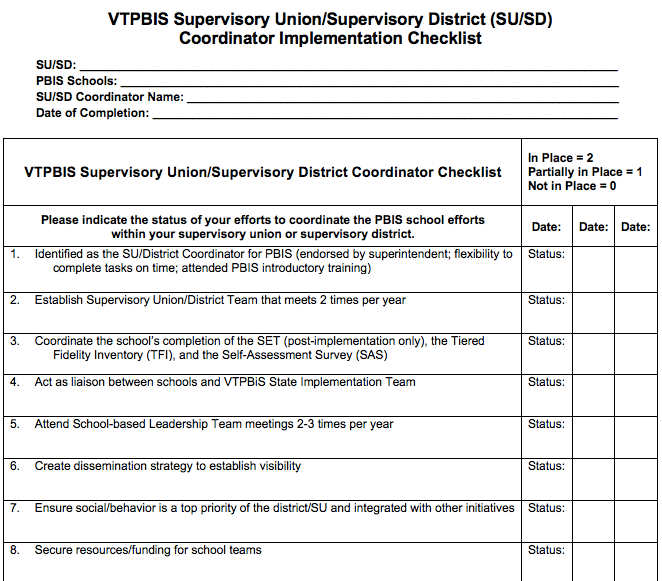 VTPBIS Supervisory Union/Supervisory District (SU/SD)
Coordinator Implementation Checklist
SU/SD:
PBIS Schools:
SU/SD Coordinator Name:
Date of Completion:
VTPBIS Supervisory Union/Supervisory District Coordinator Checklist
In Place = 2
Partially in Place = 1
Not in Place = 0
Please indicate the status of your efforts to coordinate the PBIS school efforts
within your supervisory union or supervisory district.
Date: Date: Date:
1. Identified as the SU/District Coordinator for PBIS (endorsed by superintendent; flexibility to Status:
complete tasks on time; attended PBIS introductory training)
2. Establish Supervisory Union/District Team that meets 2 times per year Status:
3. Coordinate the school's completion of the SET (post-implementation only), the Tiered Status:
Fidelity Inventory (TFI), and the Self-Assessment Survey (SAS)
4. Act as liaison between schools and VTPBiS State Implementation Team Status:
5. Attend School-based Leadership Team meetings 2-3 times per year Status:
6. Create dissemination strategy to establish visibility Status:
7. Ensure social/behavior is a top priority of the district/SU and integrated with other initiatives Status:
8. Secure resources/funding for school teams Status: